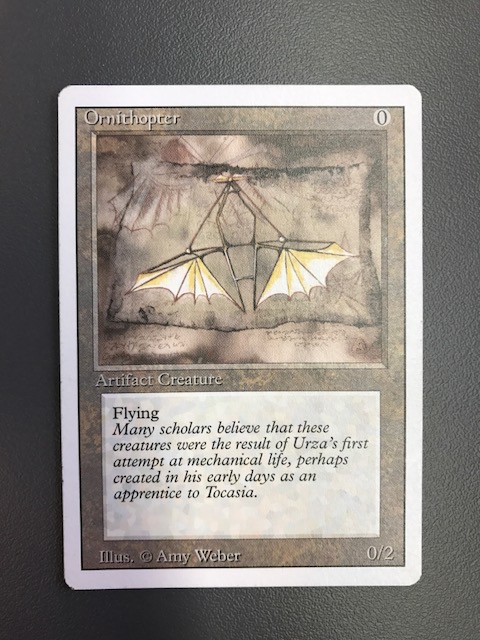 Ornithopter 0
Artifact Creature
Flying
Many scholars believe that these
creatures were the result of Urza's first
attempt at mechanical life, perhaps
created in his early days as an
apprentice to Tocasia.
Illus. © Amy Weber 0/2